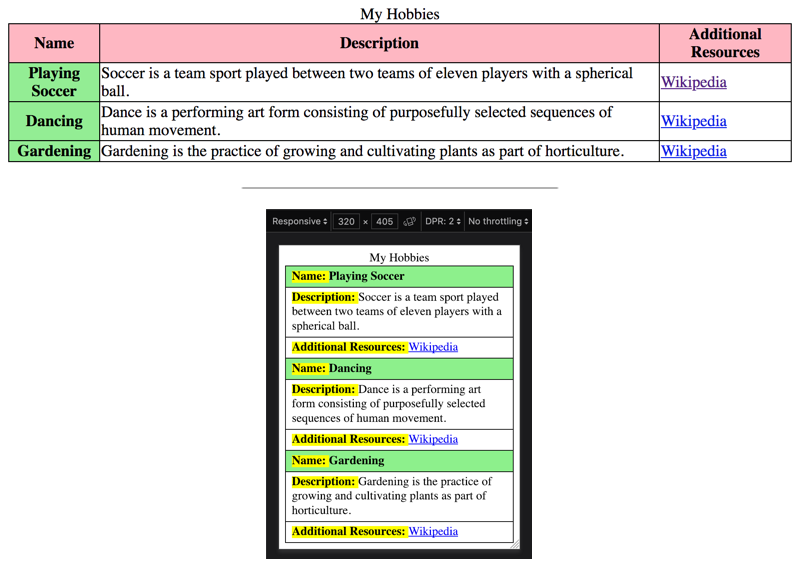 My Hobbies
Name Description Additional
Resources
Playing
Soccer
Soccer is a team sport played between two teams of eleven players with a spherical
ball.
Wikipedia
Dancing
Dance is a performing art form consisting of purposefully selected sequences of
human movement.
Wikipedia
Gardening Gardening is the practice of growing and cultivating plants as part of horticulture. Wikipedia
Responsive 320 × 405 DPR: 2 No throttling
My Hobbies
Name: Playing Soccer
Description: Soccer is a team sport played
between two teams of eleven players with a
spherical ball.
Additional Resources: Wikipedia
Name: Dancing
Description: Dance is a performing art
form consisting of purposefully selected
sequences of human movement.
Additional Resources: Wikipedia
Name: Gardening
Description: Gardening is the practice of
growing and cultivating plants as part of
horticulture.
Additional Resources: Wikipedia